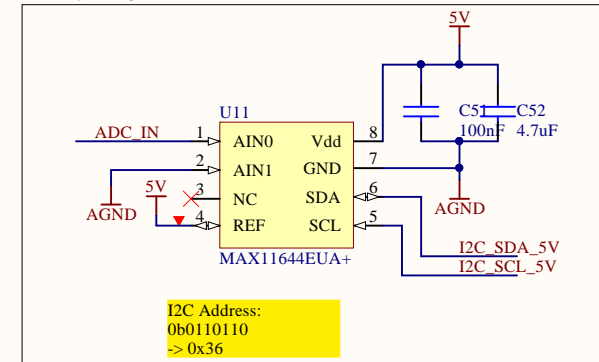 5V
U11
C51
C52
100nF
4.7uF
ADC_IN
1
AIN0
Vdd
8
2
AIN1
GND
7
5V
3
NC
SDA
6
AGND
4
REF
SCL
5
AGND
MAX11644EUA+
I2C_SDA_5V
I2C_SCL_5V
I2C Address:
0b0110110
-> 0x36